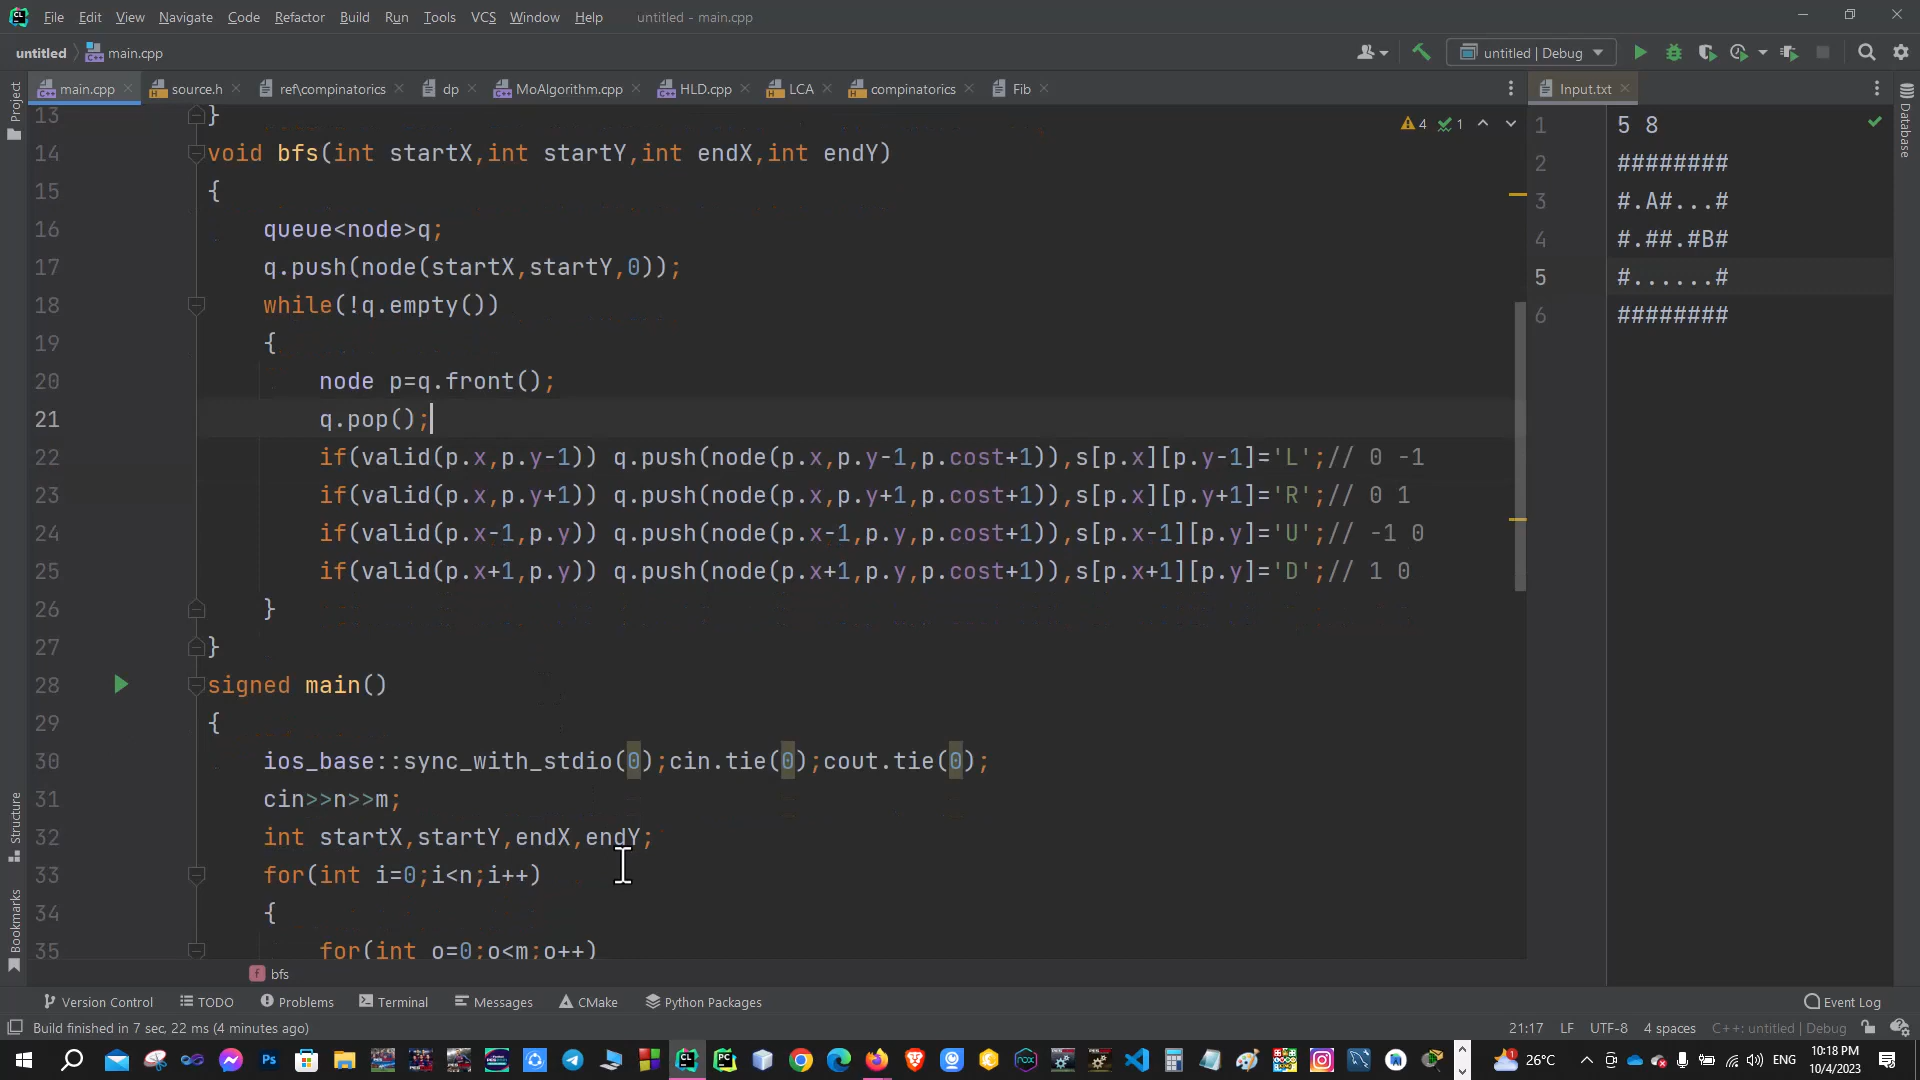 File Edit View Navigate Code Refactor Build Run Tools VCS Window Help untitled - main.cpp
untitled main.cpp untitled | Debug
main.cpp source.h ref\compinatorics dp MoAlgorithm.cpp HLD.cpp LCA compinatorics Fib Input.txt
Project
Structure
Bookmarks
Database
4 1
13 }
14 void bfs(int startX,int startY,int endX,int endY)
15 {
16 queue<node>q;
17 q.push(node(startX,startY,0));
18 while(!q.empty())
19 {
20 node p=q.front();
21 q.pop();
22 if(valid(p.x,p.y-1)) q.push(node(p.x,p.y-1,p.cost+1)),s[p.x][p.y-1]='L';// 0 -1
23 if(valid(p.x,p.y+1)) q.push(node(p.x,p.y+1,p.cost+1)),s[p.x][p.y+1]='R';// 0 1
24 if(valid(p.x-1,p.y)) q.push(node(p.x-1,p.y,p.cost+1)),s[p.x-1][p.y]='U';// -1 0
25 if(valid(p.x+1,p.y)) q.push(node(p.x+1,p.y,p.cost+1)),s[p.x+1][p.y]='D';// 1 0
26 }
27 }
28 signed main()
29 {
30 ios_base::sync_with_stdio(0);cin.tie(0);cout.tie(0);
31 cin>>n>>m;
32 int startX,startY,endX,endY;
33 for(int i=0;i<n;i++)
34 {
35 for(int o=0;o<m;o++)
1 5 8
2 ########
3 #.A#...#
4 #.##.#B#
5 #......#
6 ########
f bfs
Version Control TODO Problems Terminal Messages CMake Python Packages Event Log
Build finished in 7 sec, 22 ms (4 minutes ago) 21:17 LF UTF-8 4 spaces C++: untitled | Debug
26°C ENG 10:18 PM
10/4/2023